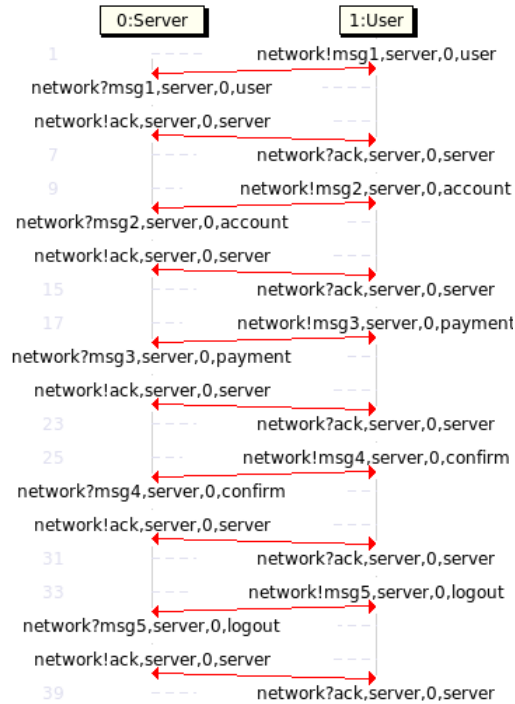 0:Server 1:User
1 network!msg1,server,0,user
network?msg1,server,0,user
network!ack,server,0,server
7 network?ack,server,0,server
9 network!msg2,server,0,account
network?msg2,server,0,account
network!ack,server,0,server
15 network?ack,server,0,server
17 network!msg3,server,0,payment
network?msg3,server,0,payment
network!ack,server,0,server
23 network?ack,server,0,server
25 network!msg4,server,0,confirm
network?msg4,server,0,confirm
network!ack,server,0,server
31 network?ack,server,0,server
33 network!msg5,server,0,logout
network?msg5,server,0,logout
network!ack,server,0,server
39 network?ack,server,0,server